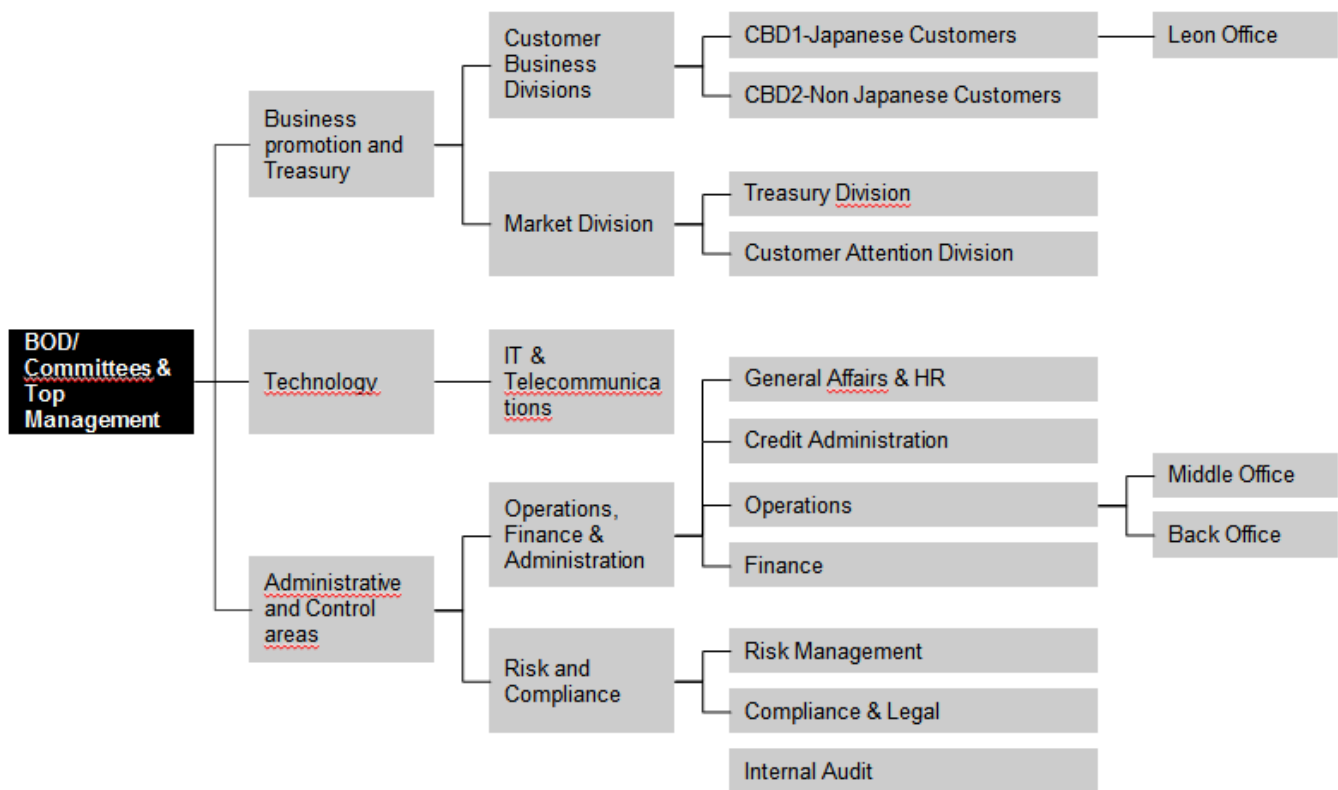 Customer
Business
Divisions
CBD1-Japanese Customers
Leon Office
CBD2-Non Japanese Customers
Business
promotion and
Treasury
Market Division
Treasury Division
Customer Attention Division
BOD/
Committees &
Top
Management
Technology
IT &
Telecommunica
tions
General Affairs & HR
Credit Administration
Operations,
Finance &
Administration
Operations
Middle Office
Back Office
Finance
Administrative
and Control
areas
Risk and
Compliance
Risk Management
Compliance & Legal
Internal Audit